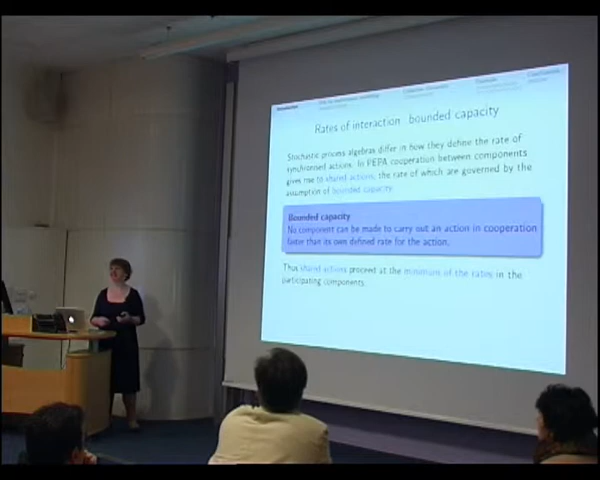 Rates of interaction bounded capacity
Stochastic process algebras differ in how they define the rate of
synchronised actions. In PEPA cooperation between components
gives rise to shared actions, the rate of which are governed by the
assumption of bounded capacity.
Bounded capacity
No component can be made to carry out an action in cooperation
faster than its own defined rate for the action.
Thus shared actions proceed at the minimum of the rates in the
participating components.